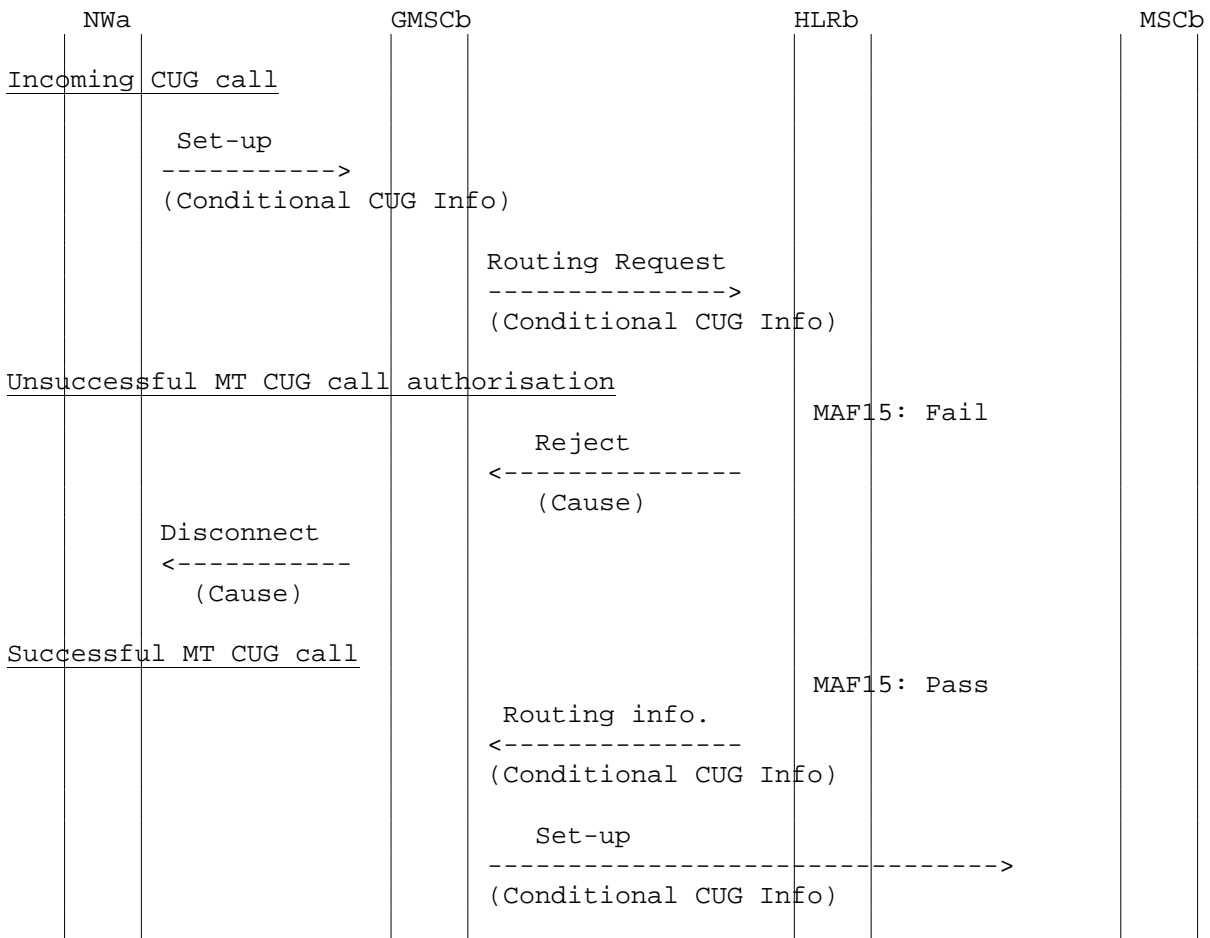 NWa GMSCb HLRb MSCb
Incoming CUG call
Set-up
----------->
(Conditional CUG Info)
Routing Request
--------------->
(Conditional CUG Info)
Unsuccessful MT CUG call authorisation
MAF15: Fail
Reject
<---------------
(Cause)
Disconnect
<-----------
(Cause)
Successful MT CUG call
MAF15: Pass
Routing info.
<---------------
(Conditional CUG Info)
Set-up
-------------------------------->
(Conditional CUG Info)